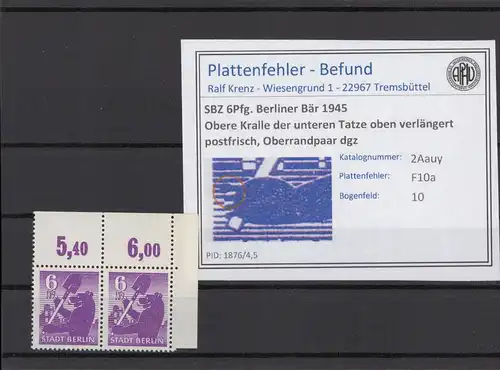 Plattenfehler - Befund
Ralf Krenz - Wiesengrund 1 - 22967 Tremsbüttel
SBZ 6Pfg. Berliner Bär 1945
Obere Kralle der unteren Tatze oben verlängert
postfrisch, Oberrandpaar dgz
Katalognummer: 2Aauy
Plattenfehler: F10a
Bogenfeld: 10
PID: 1876/4,5
5,40 6,00
6 6
STADT BERLIN STADT BERLIN